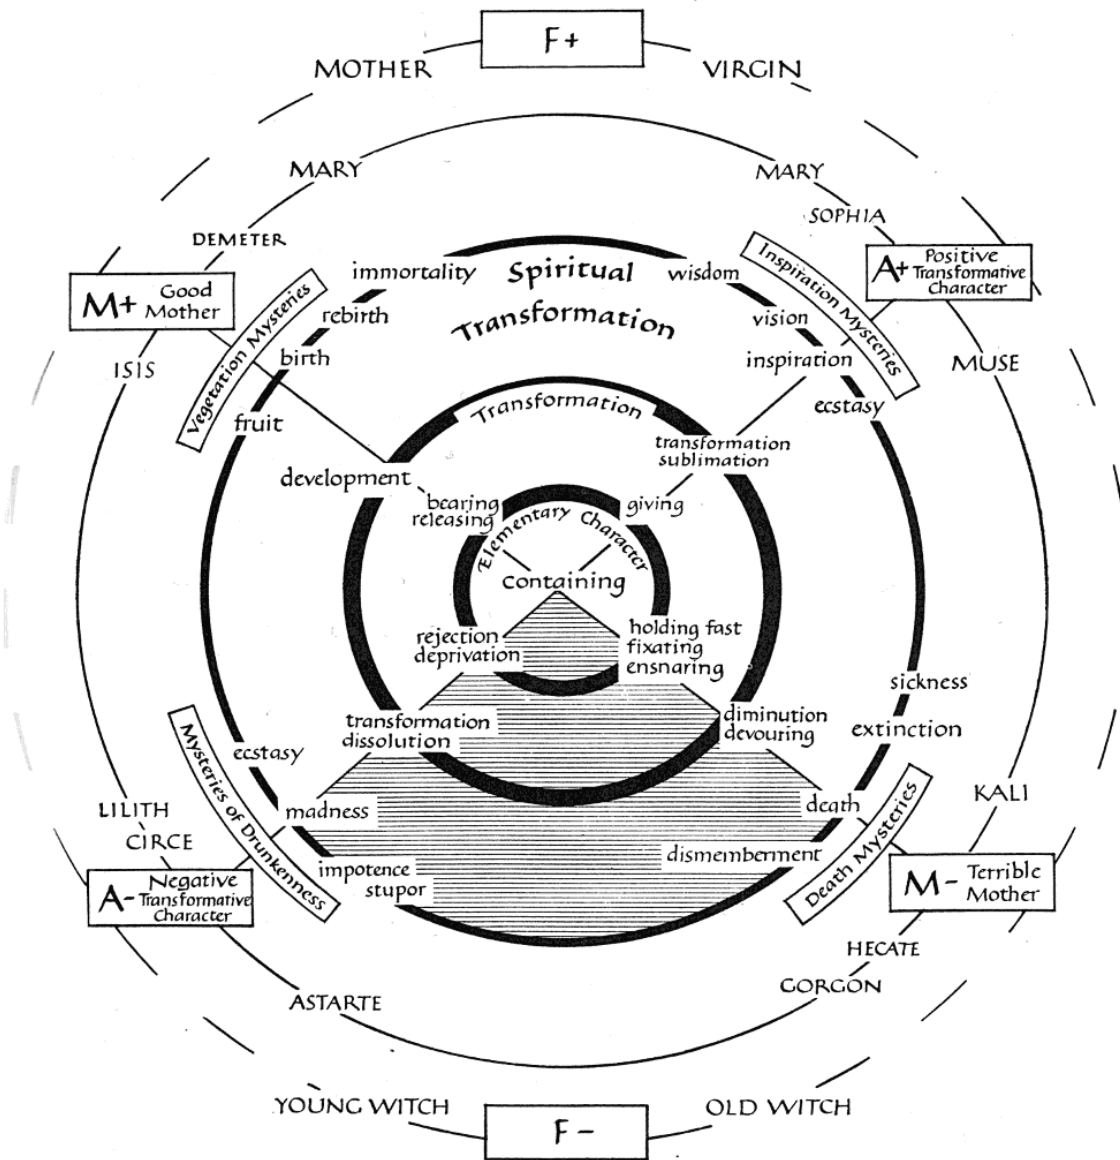 F+
MOTHER
VIRGIN
MARY
MARY
SOPHIA
DEMETER
A+ Positive
Transformative
Character
M+ Good
Mother
Inspiration Mysteries
Vegetation Mysteries
immortality
Spiritual
Transformation
wisdom
rebirth
vision
birth
inspiration
ISIS
MUSE
fruit
ecstasy
Transformation
transformation
sublimation
development
bearing
releasing
giving
Elementary Character
containing
rejection
deprivation
holding fast
fixating
ensnaring
sickness
transformation
dissolution
diminution
devouring
extinction
ecstasy
Mysteries of Drunkenness
Death Mysteries
LILITH
CIRCE
KALI
madness
death
impotence
stupor
dismemberment
A- Negative
Transformative
Character
M- Terrible
Mother
HECATE
GORGON
ASTARTE
YOUNG WITCH
OLD WITCH
F-